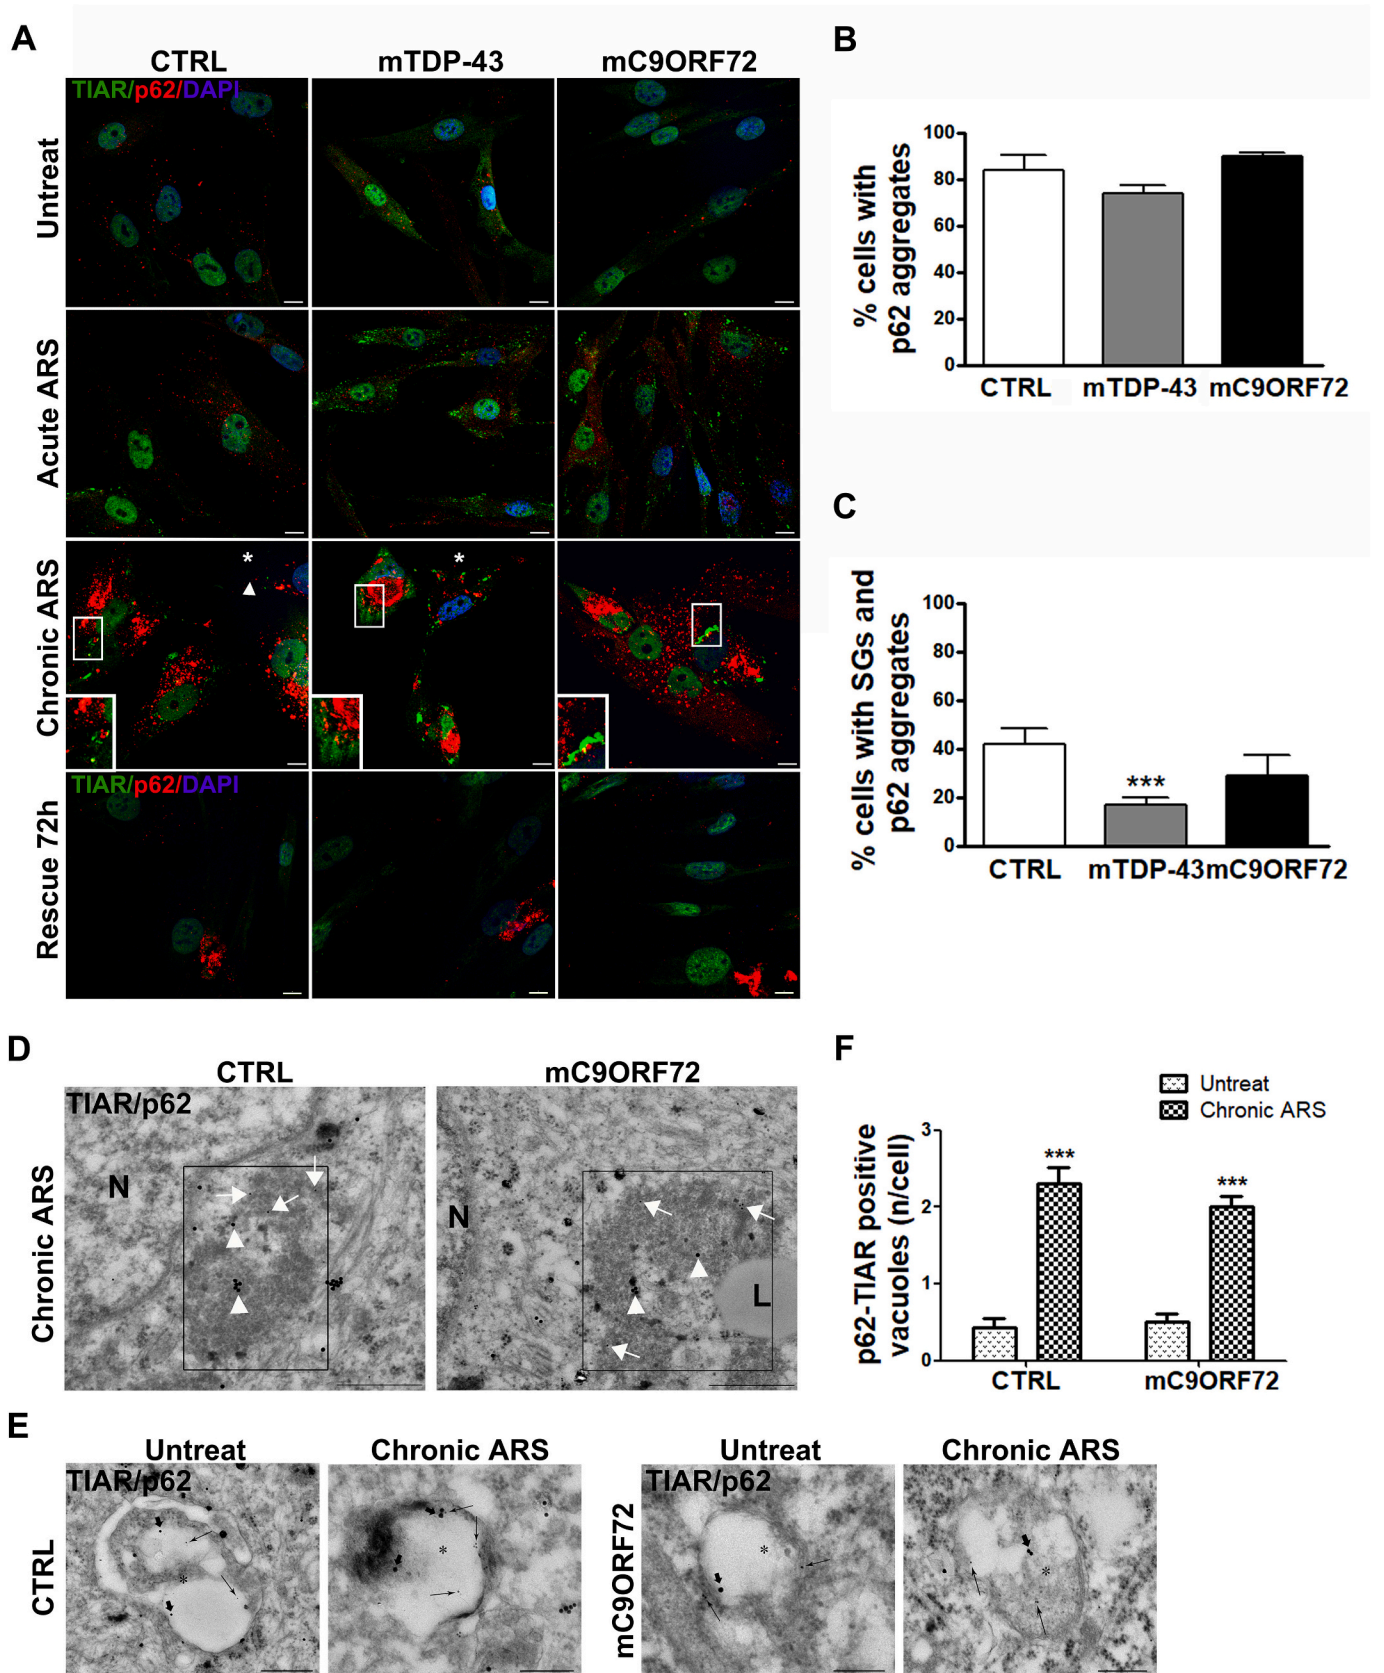 A
CTRL
mTDP-43
mC9ORF72
Untreat
TIAR/p62/DAPI
Acute ARS
Chronic ARS
*
*
Rescue 72h
TIAR/p62/DAPI
B
% cells with
p62 aggregates
100
80
60
40
20
0
CTRL
mTDP-43
mC9ORF72
C
% cells with SGs and
p62 aggregates
100
80
60
40
20
0
***
CTRL
mTDP-43
mC9ORF72
D
CTRL
mC9ORF72
Chronic ARS
TIAR/p62
N
N
L
F
Untreat
Chronic ARS
p62-TIAR positive
vacuoles (n/cell)
3
2
1
0
***
***
CTRL
mC9ORF72
E
Untreat
Chronic ARS
Untreat
Chronic ARS
CTRL
TIAR/p62
*
*
mC9ORF72
TIAR/p62
*
*